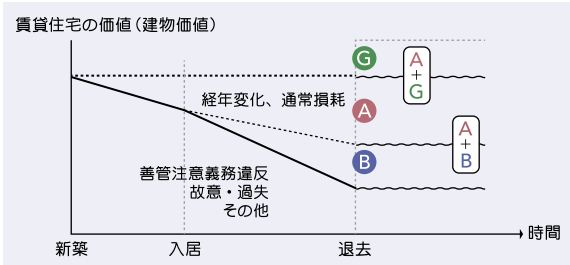 賃貸住宅の価値（建物価値）
G
A
+
G
経年変化、通常損耗
A
A
+
B
B
善管注意義務違反
故意・過失
その他
時間
新築
入居
退去